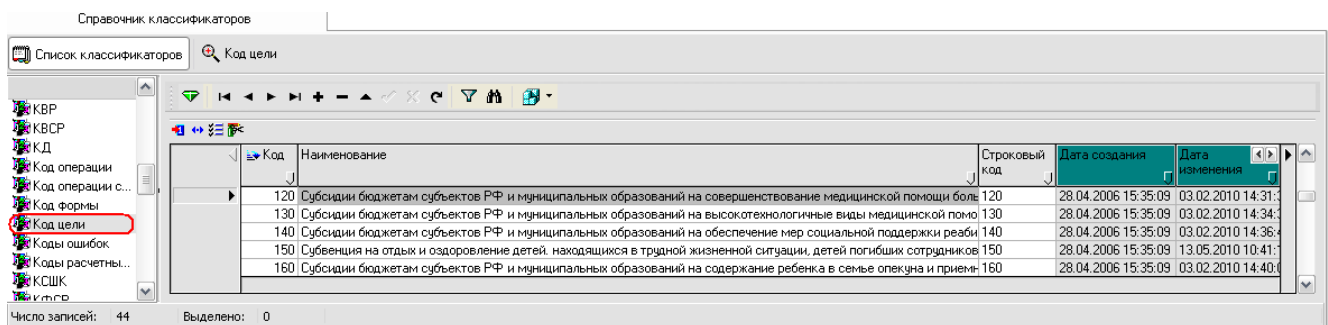 Справочник классификаторов
Список классификаторов Код цели
КВР
КВСР
КД
Код операции
Код операции с...
Код формы
Код цели
Коды ошибок
Коды расчетны...
КСШК
КФСР
Код Наименование Строковый код Дата создания Дата изменения
120 Субсидии бюджетам субъектов РФ и муниципальных образований на совершенствование медицинской помощи боль 120 28.04.2006 15:35:09 03.02.2010 14:31:
130 Субсидии бюджетам субъектов РФ и муниципальных образований на высокотехнологичные виды медицинской помо 130 28.04.2006 15:35:09 03.02.2010 14:34:
140 Субсидии бюджетам субъектов РФ и муниципальных образований на обеспечение мер социальной поддержки реаби 140 28.04.2006 15:35:09 03.02.2010 14:36:
150 Субвенция на отдых и оздоровление детей. находящихся в трудной жизненной ситуации, детей погибших сотрудников 150 28.04.2006 15:35:09 13.05.2010 10:41:
160 Субсидии бюджетам субъектов РФ и муниципальных образований на содержание ребенка в семье опекуна и прием 160 28.04.2006 15:35:09 03.02.2010 14:40:
Число записей: 44 Выделено: 0